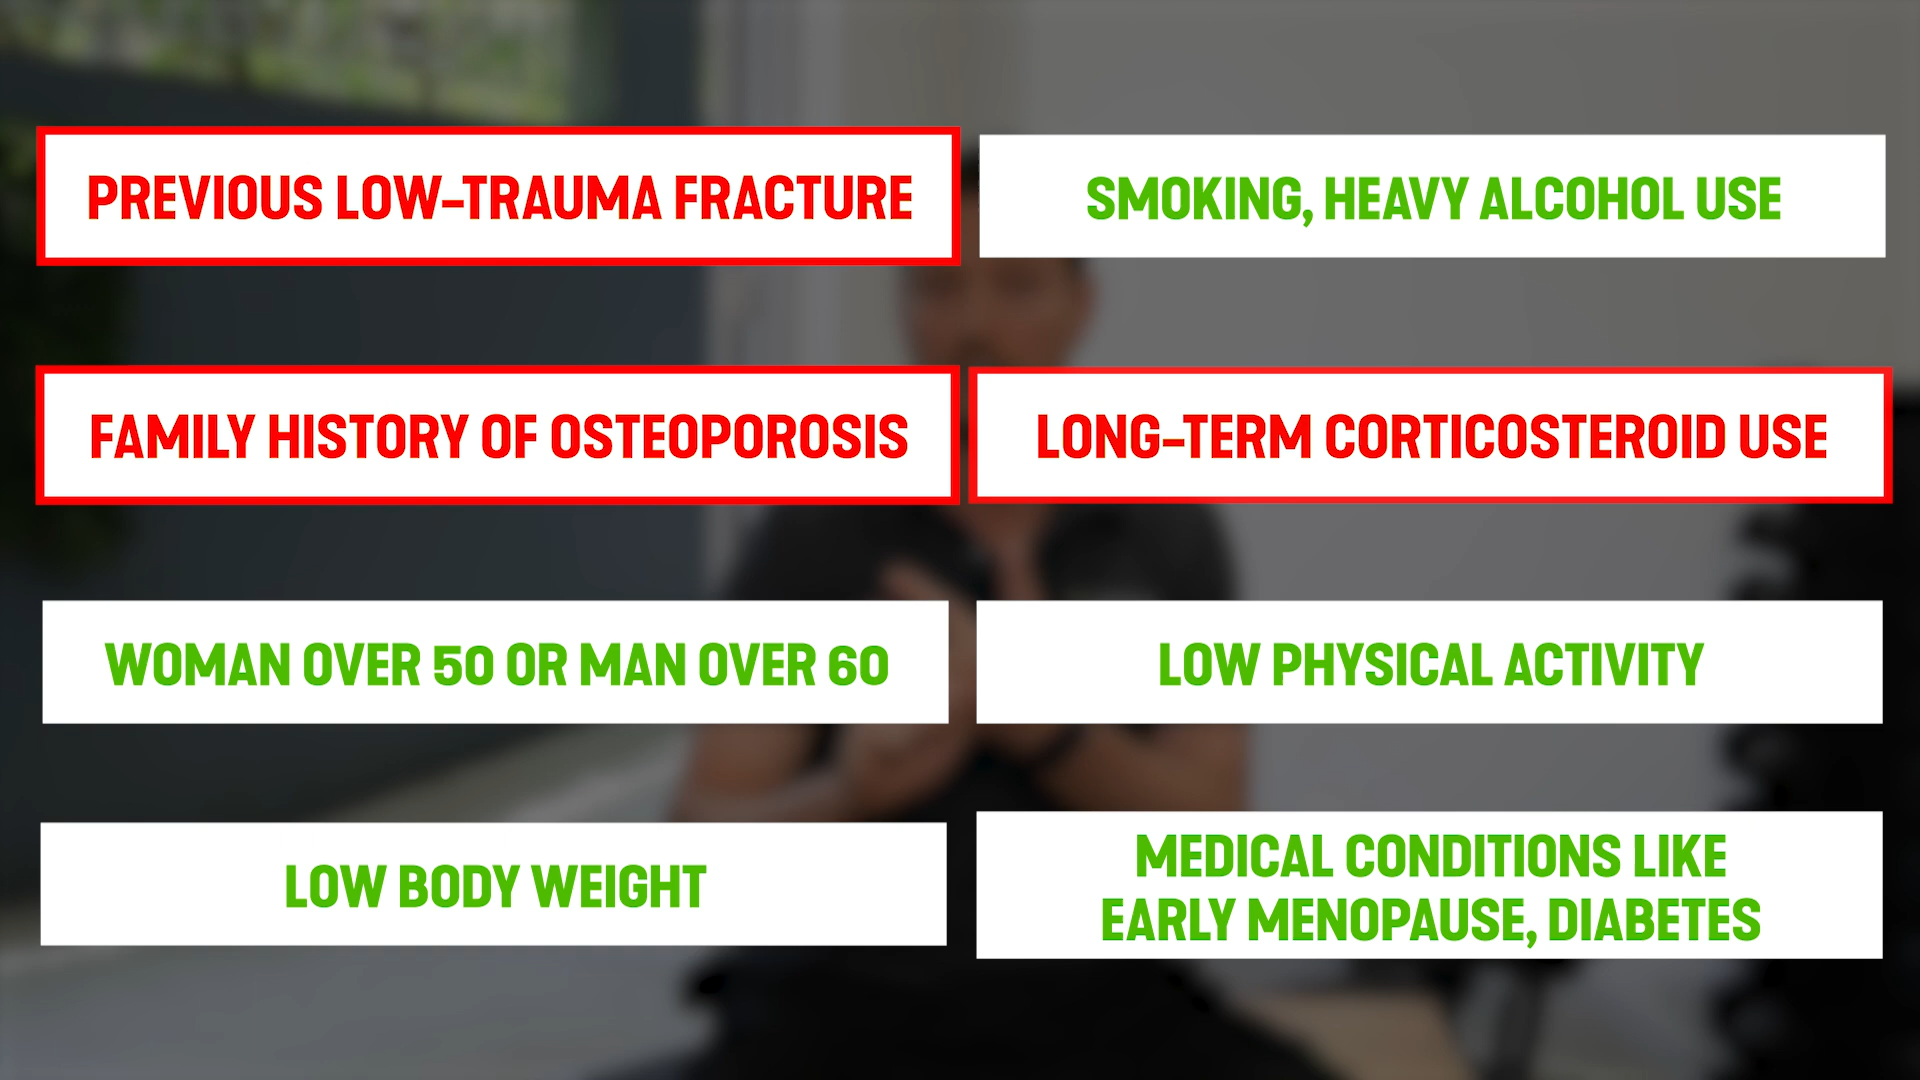 PREVIOUS LOW-TRAUMA FRACTURE
SMOKING, HEAVY ALCOHOL USE
FAMILY HISTORY OF OSTEOPOROSIS
LONG-TERM CORTICOSTEROID USE
WOMAN OVER 50 OR MAN OVER 60
LOW PHYSICAL ACTIVITY
LOW BODY WEIGHT
MEDICAL CONDITIONS LIKE
EARLY MENOPAUSE, DIABETES